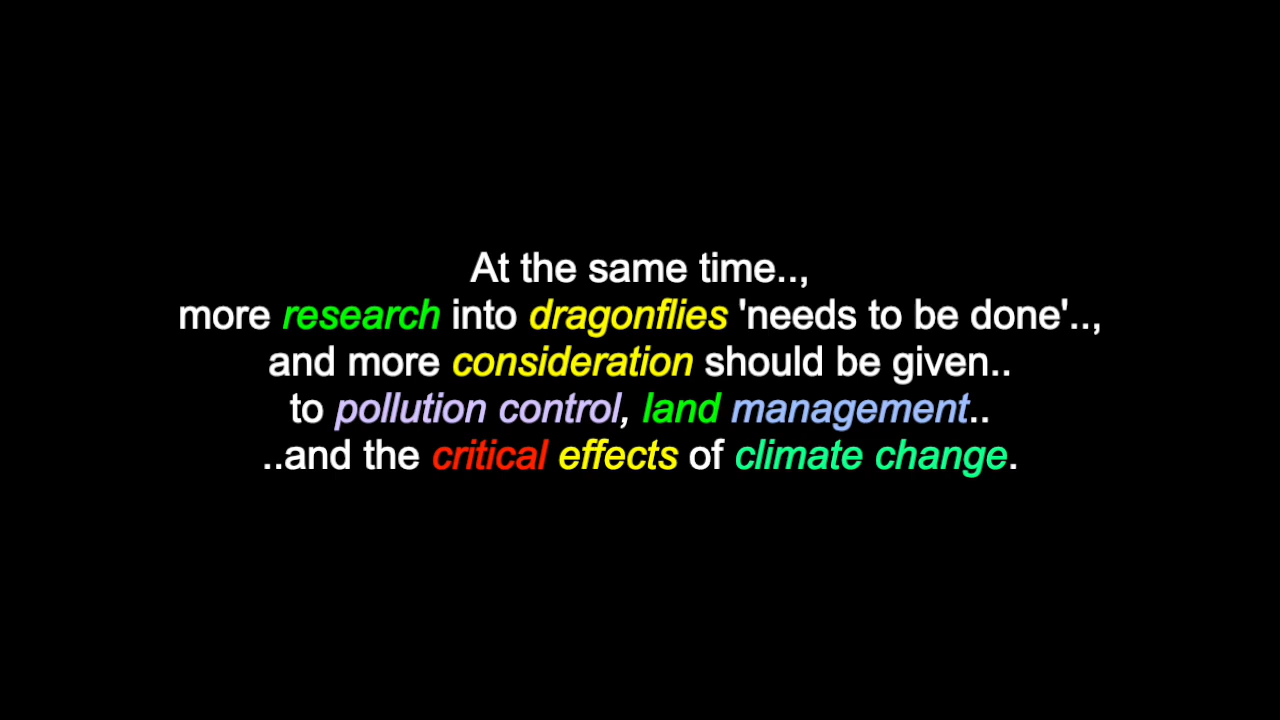 At the same time..,
more research into dragonflies 'needs to be done'..,
and more consideration should be given..
to pollution control, land management..
..and the critical effects of climate change.